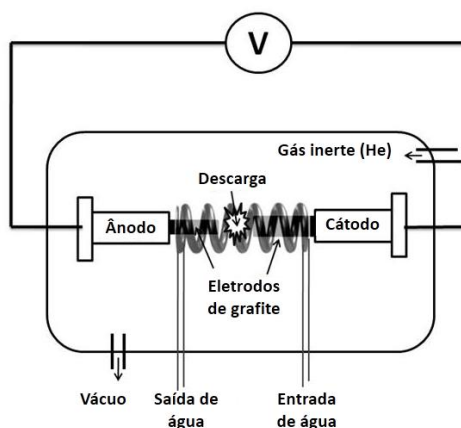 V
Gás inerte (He)
Descarga
Ânodo
Cátodo
Eletrodos
de grafite
Vácuo
Saída de
água
Entrada
de água